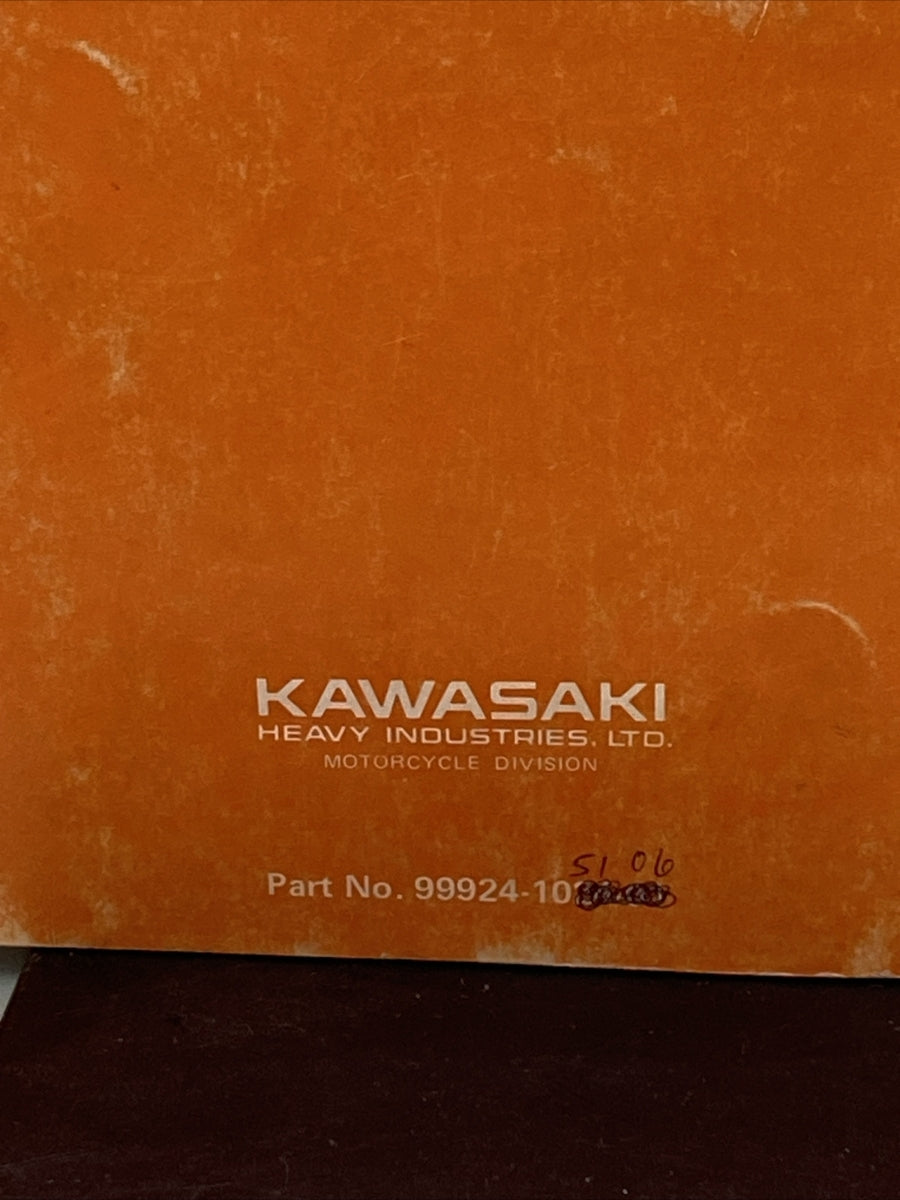 KAWASAKI
HEAVY INDUSTRIES, LTD.
MOTORCYCLE DIVISION
51 06
Part No. 99924-10